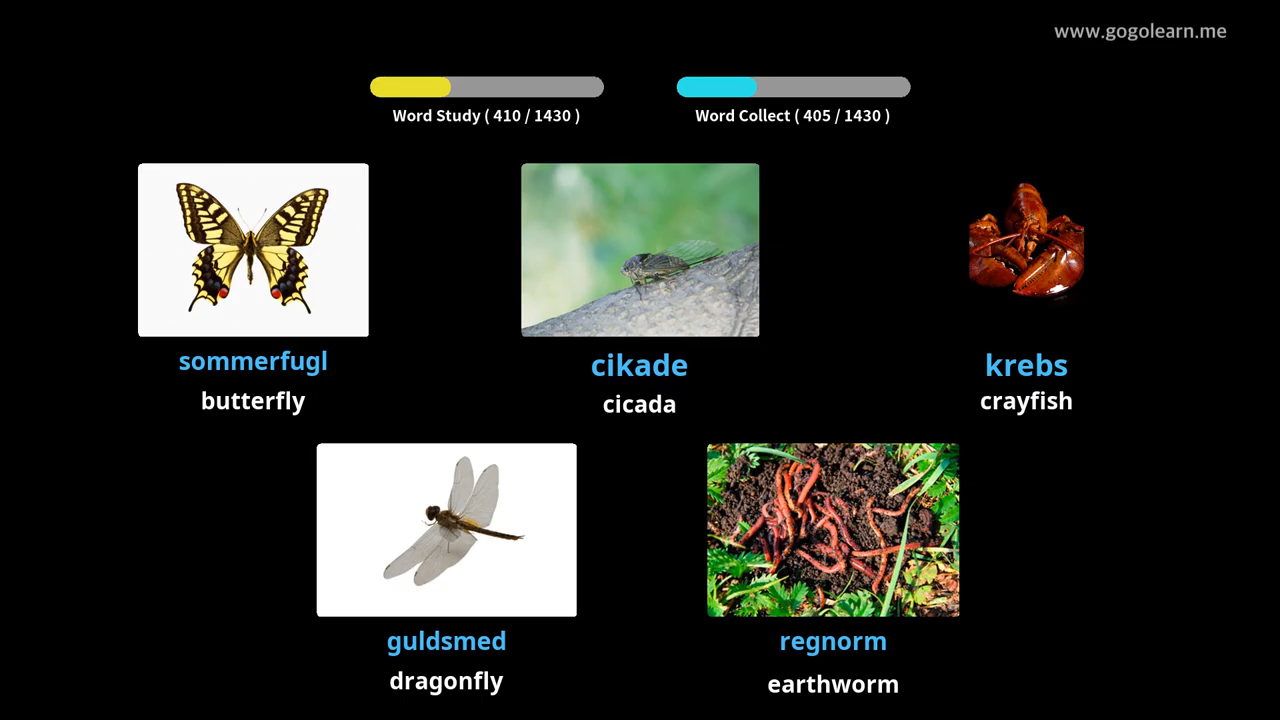 www.gogolearn.me
Word Study ( 410 / 1430 )
Word Collect ( 405 / 1430 )
sommerfugl
butterfly
cikade
cicada
krebs
crayfish
guldsmed
dragonfly
regnorm
earthworm